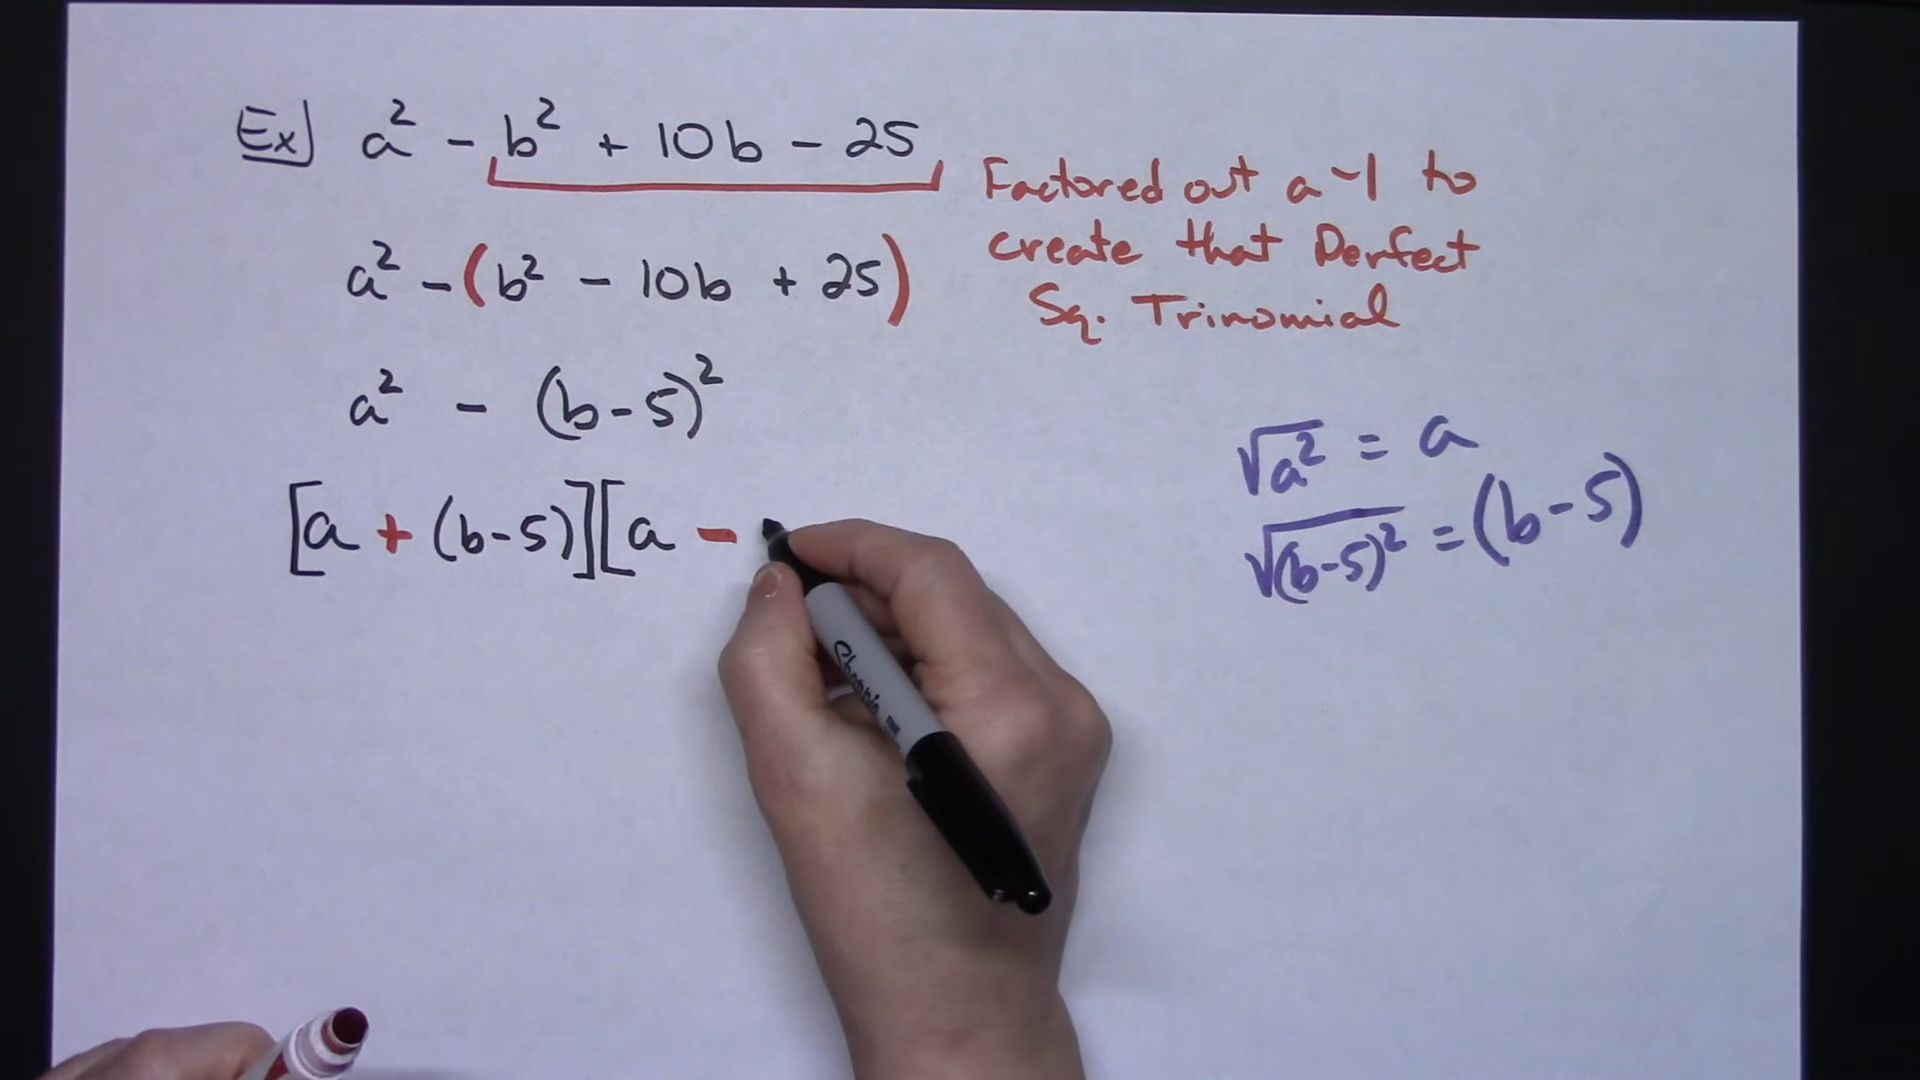 Ex] a² - b² + 10b - 25
Factored out a -1 to
create that Perfect
Sq. Trinomial
a² - (b² - 10b + 25)
a² - (b-5)²
[a + (b-5)][a -
√a² = a
√(b-5)² = (b-5)
Sharpie